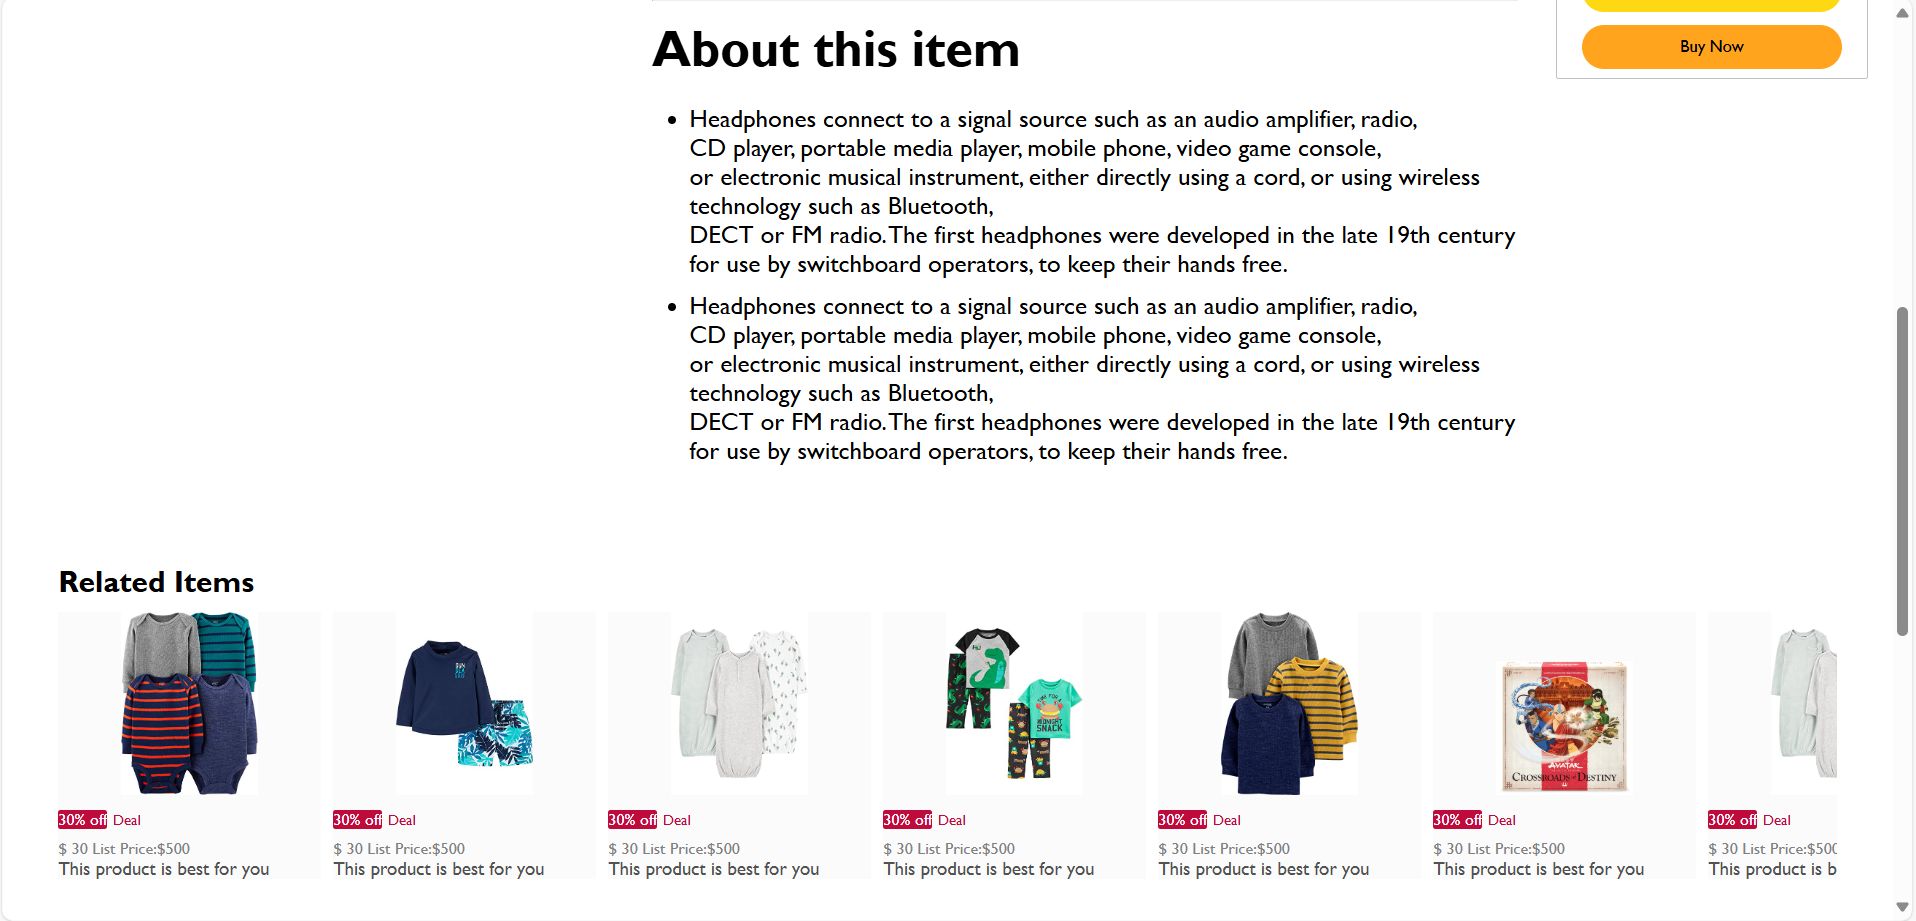 About this item
Buy Now
Headphones connect to a signal source such as an audio amplifier, radio,
CD player, portable media player, mobile phone, video game console,
or electronic musical instrument, either directly using a cord, or using wireless
technology such as Bluetooth,
DECT or FM radio. The first headphones were developed in the late 19th century
for use by switchboard operators, to keep their hands free.
Headphones connect to a signal source such as an audio amplifier, radio,
CD player, portable media player, mobile phone, video game console,
or electronic musical instrument, either directly using a cord, or using wireless
technology such as Bluetooth,
DECT or FM radio. The first headphones were developed in the late 19th century
for use by switchboard operators, to keep their hands free.
Related Items
MIDNIGHT
SNACK
AVATAR
CROSSROADS of DESTINY
30% off Deal
$ 30 List Price:$500
This product is best for you
30% off Deal
$ 30 List Price:$500
This product is best for you
30% off Deal
$ 30 List Price:$500
This product is best for you
30% off Deal
$ 30 List Price:$500
This product is best for you
30% off Deal
$ 30 List Price:$500
This product is best for you
30% off Deal
$ 30 List Price:$500
This product is best for you
30% off Deal
$ 30 List Price:$500
This product is b